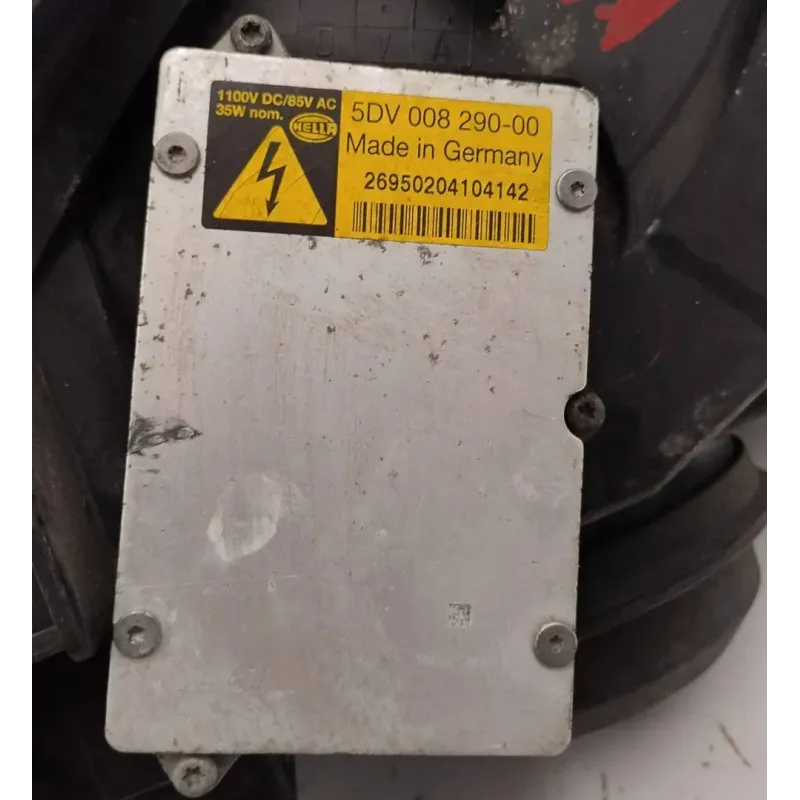 D V A
1100V DC/85V AC
35W nom.
HELLA
5DV 008 290-00
Made in Germany
26950204104142